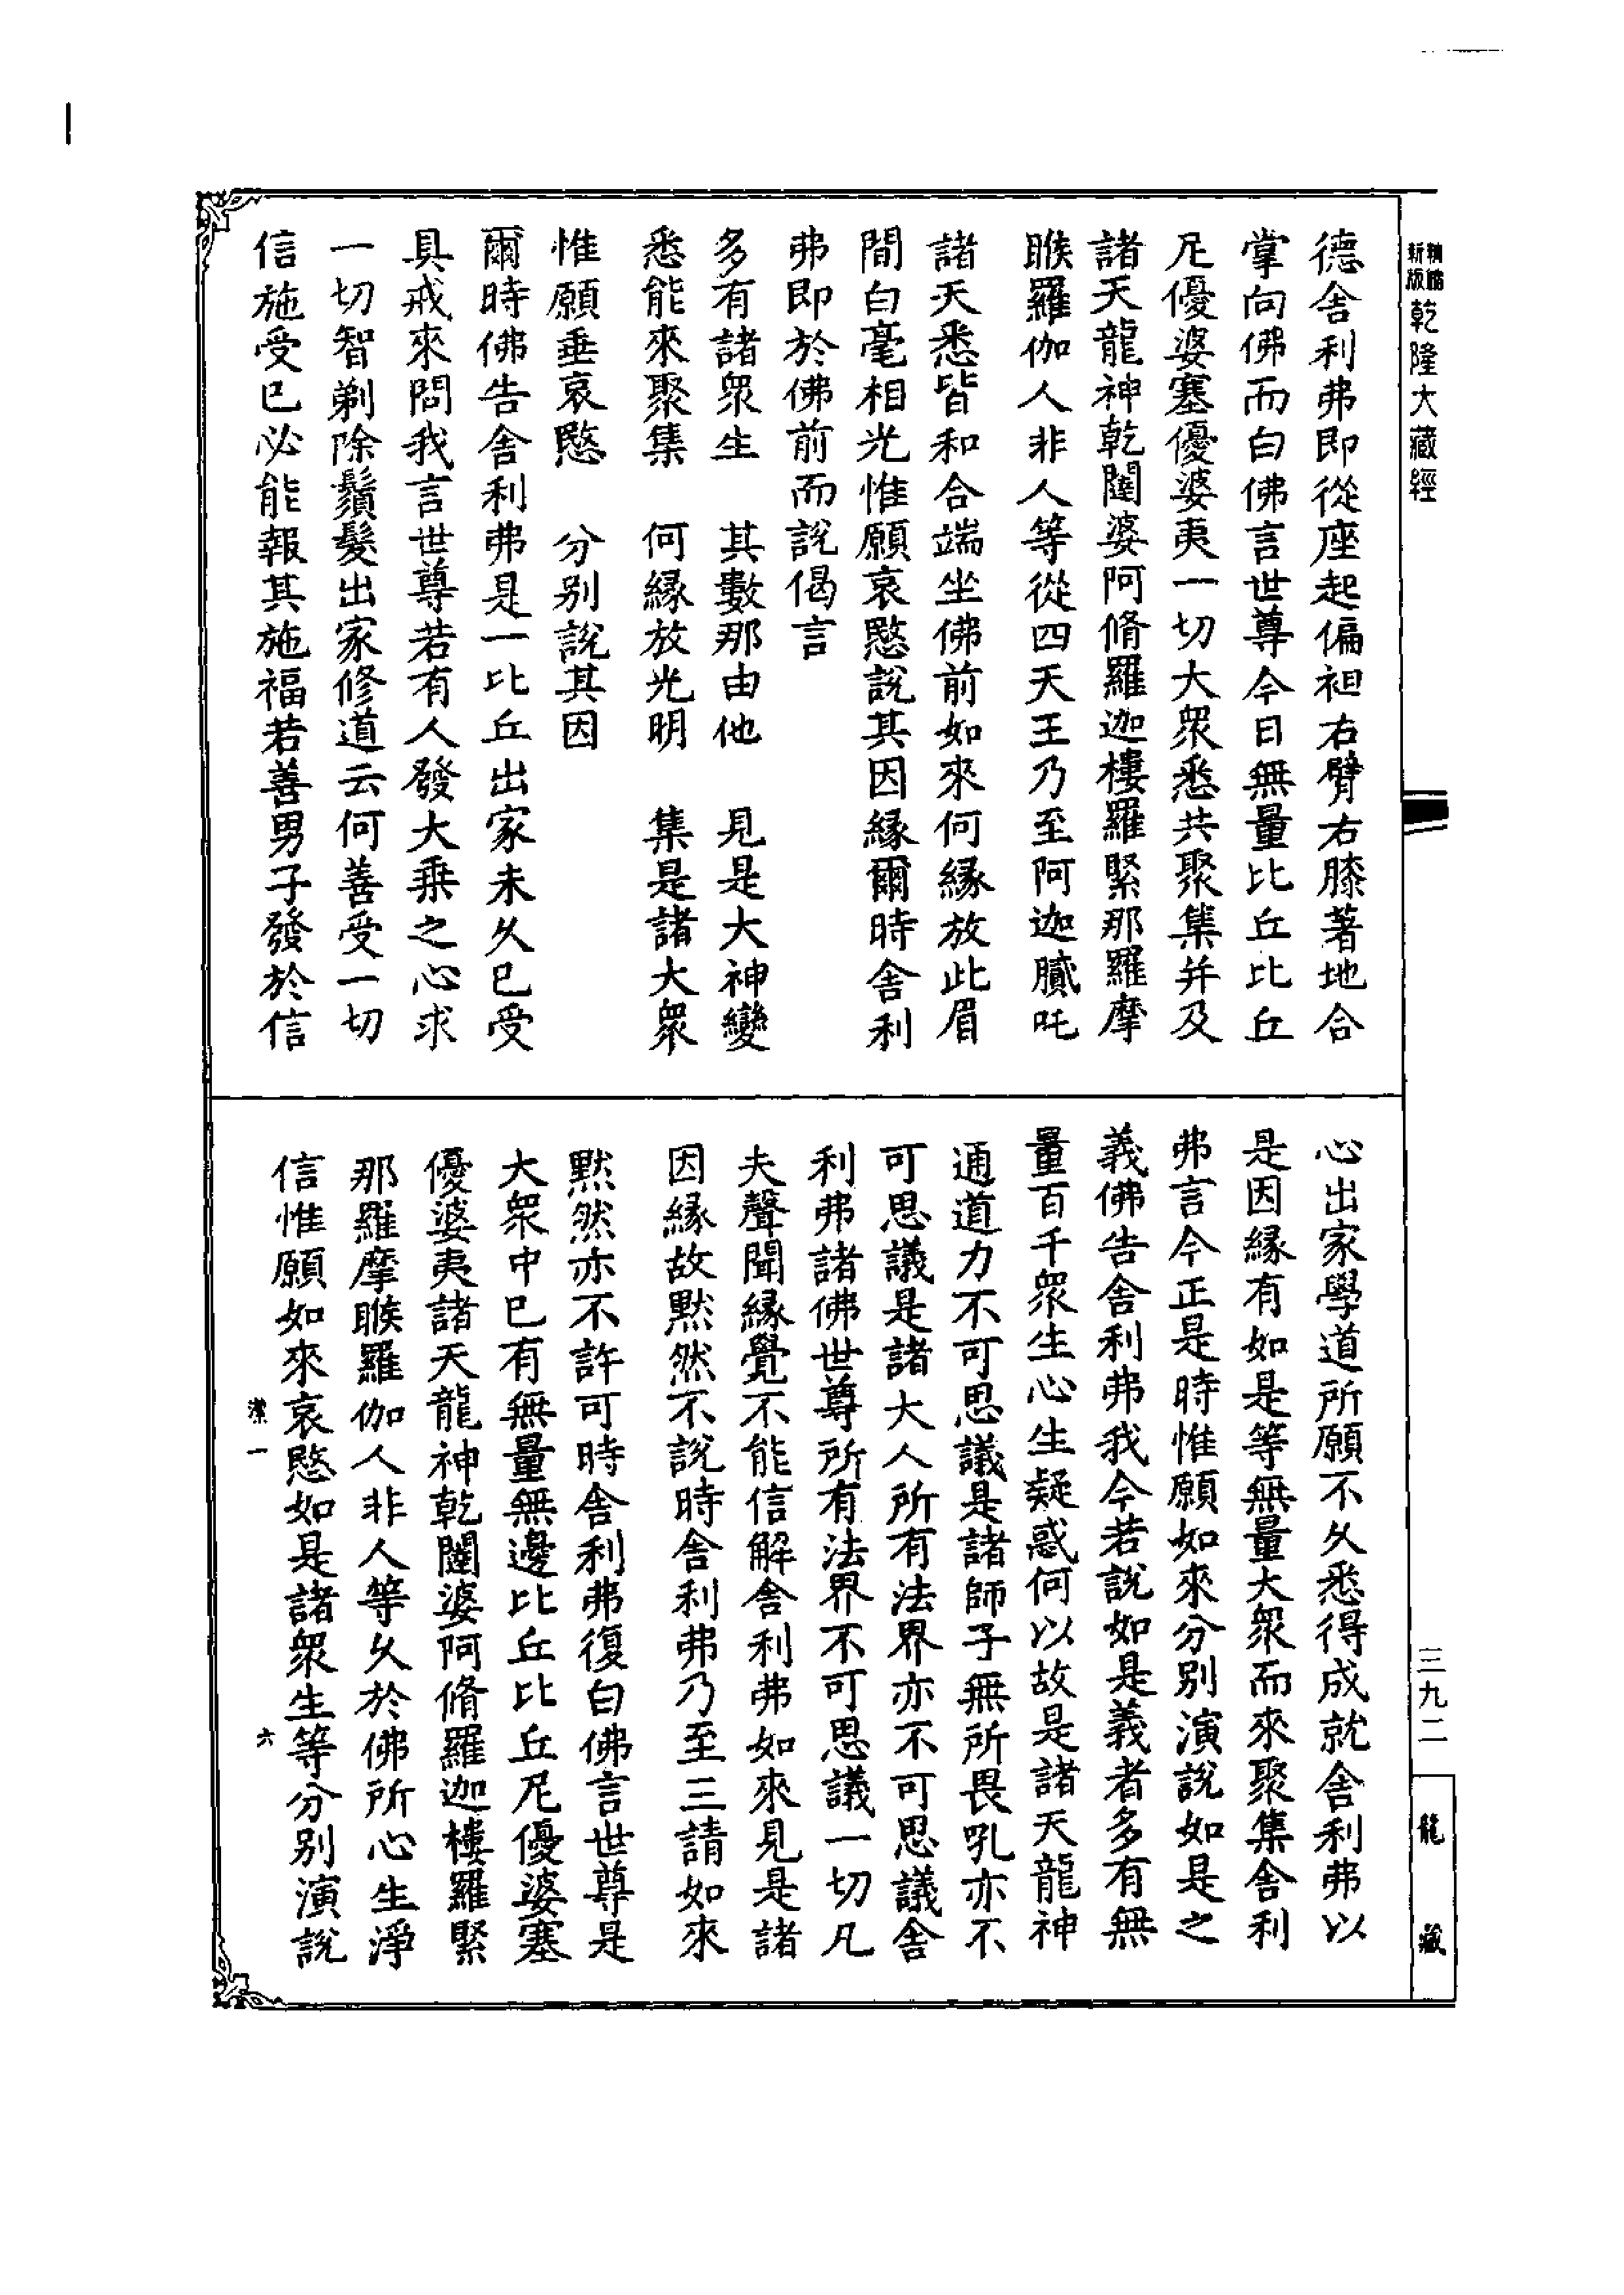 新編縮版乾隆大藏經
德舍利弗即從座起偏袒右臂右膝著地合
掌向佛而白佛言世尊今日無量比丘比丘
尼優婆塞優婆夷一切大眾悉共聚集并及
諸天龍神乾闥婆阿脩羅迦樓羅緊那羅摩
睺羅伽人非人等從四天王乃至阿迦膩吒
諸天悉皆和合端坐佛前如來何緣放此眉
間白毫相光惟願哀愍說其因緣爾時舍利
弗即於佛前而說偈言
多有諸眾生　其數那由他　見是大神變
悉能來聚集　何緣放光明　集是諸大眾
惟願垂哀愍　分別說其因
爾時佛告舍利弗是一比丘出家未久已受
具戒來問我言世尊若有人發大乘之心求
一切智剃除鬚髮出家修道云何善受一切
信施受已必能報其施福若善男子發於信
心出家學道所願不久悉得成就舍利弗以
是因緣有如是等無量大眾而來聚集舍利
弗言今正是時惟願如來分別演說如是之
義佛告舍利弗我今若說如是義者多有無
量百千眾生心生疑惑何以故是諸天龍神
通道力不可思議是諸師子無所畏吼亦不
可思議是諸大人所有法界亦不可思議舍
利弗諸佛世尊所有法界不可思議一切凡
夫聲聞緣覺不能信解舍利弗如來見是諸
因緣故默然不說時舍利弗乃至三請如來
默然亦不許可時舍利弗復白佛言世尊是
大眾中已有無量無邊比丘比丘尼優婆塞
優婆夷諸天龍神乾闥婆阿脩羅迦樓羅緊
那羅摩睺羅伽人非人等久於佛所心生淨
信惟願如來哀愍如是諸眾生等分別演說
潔一　六
三九二
龍藏